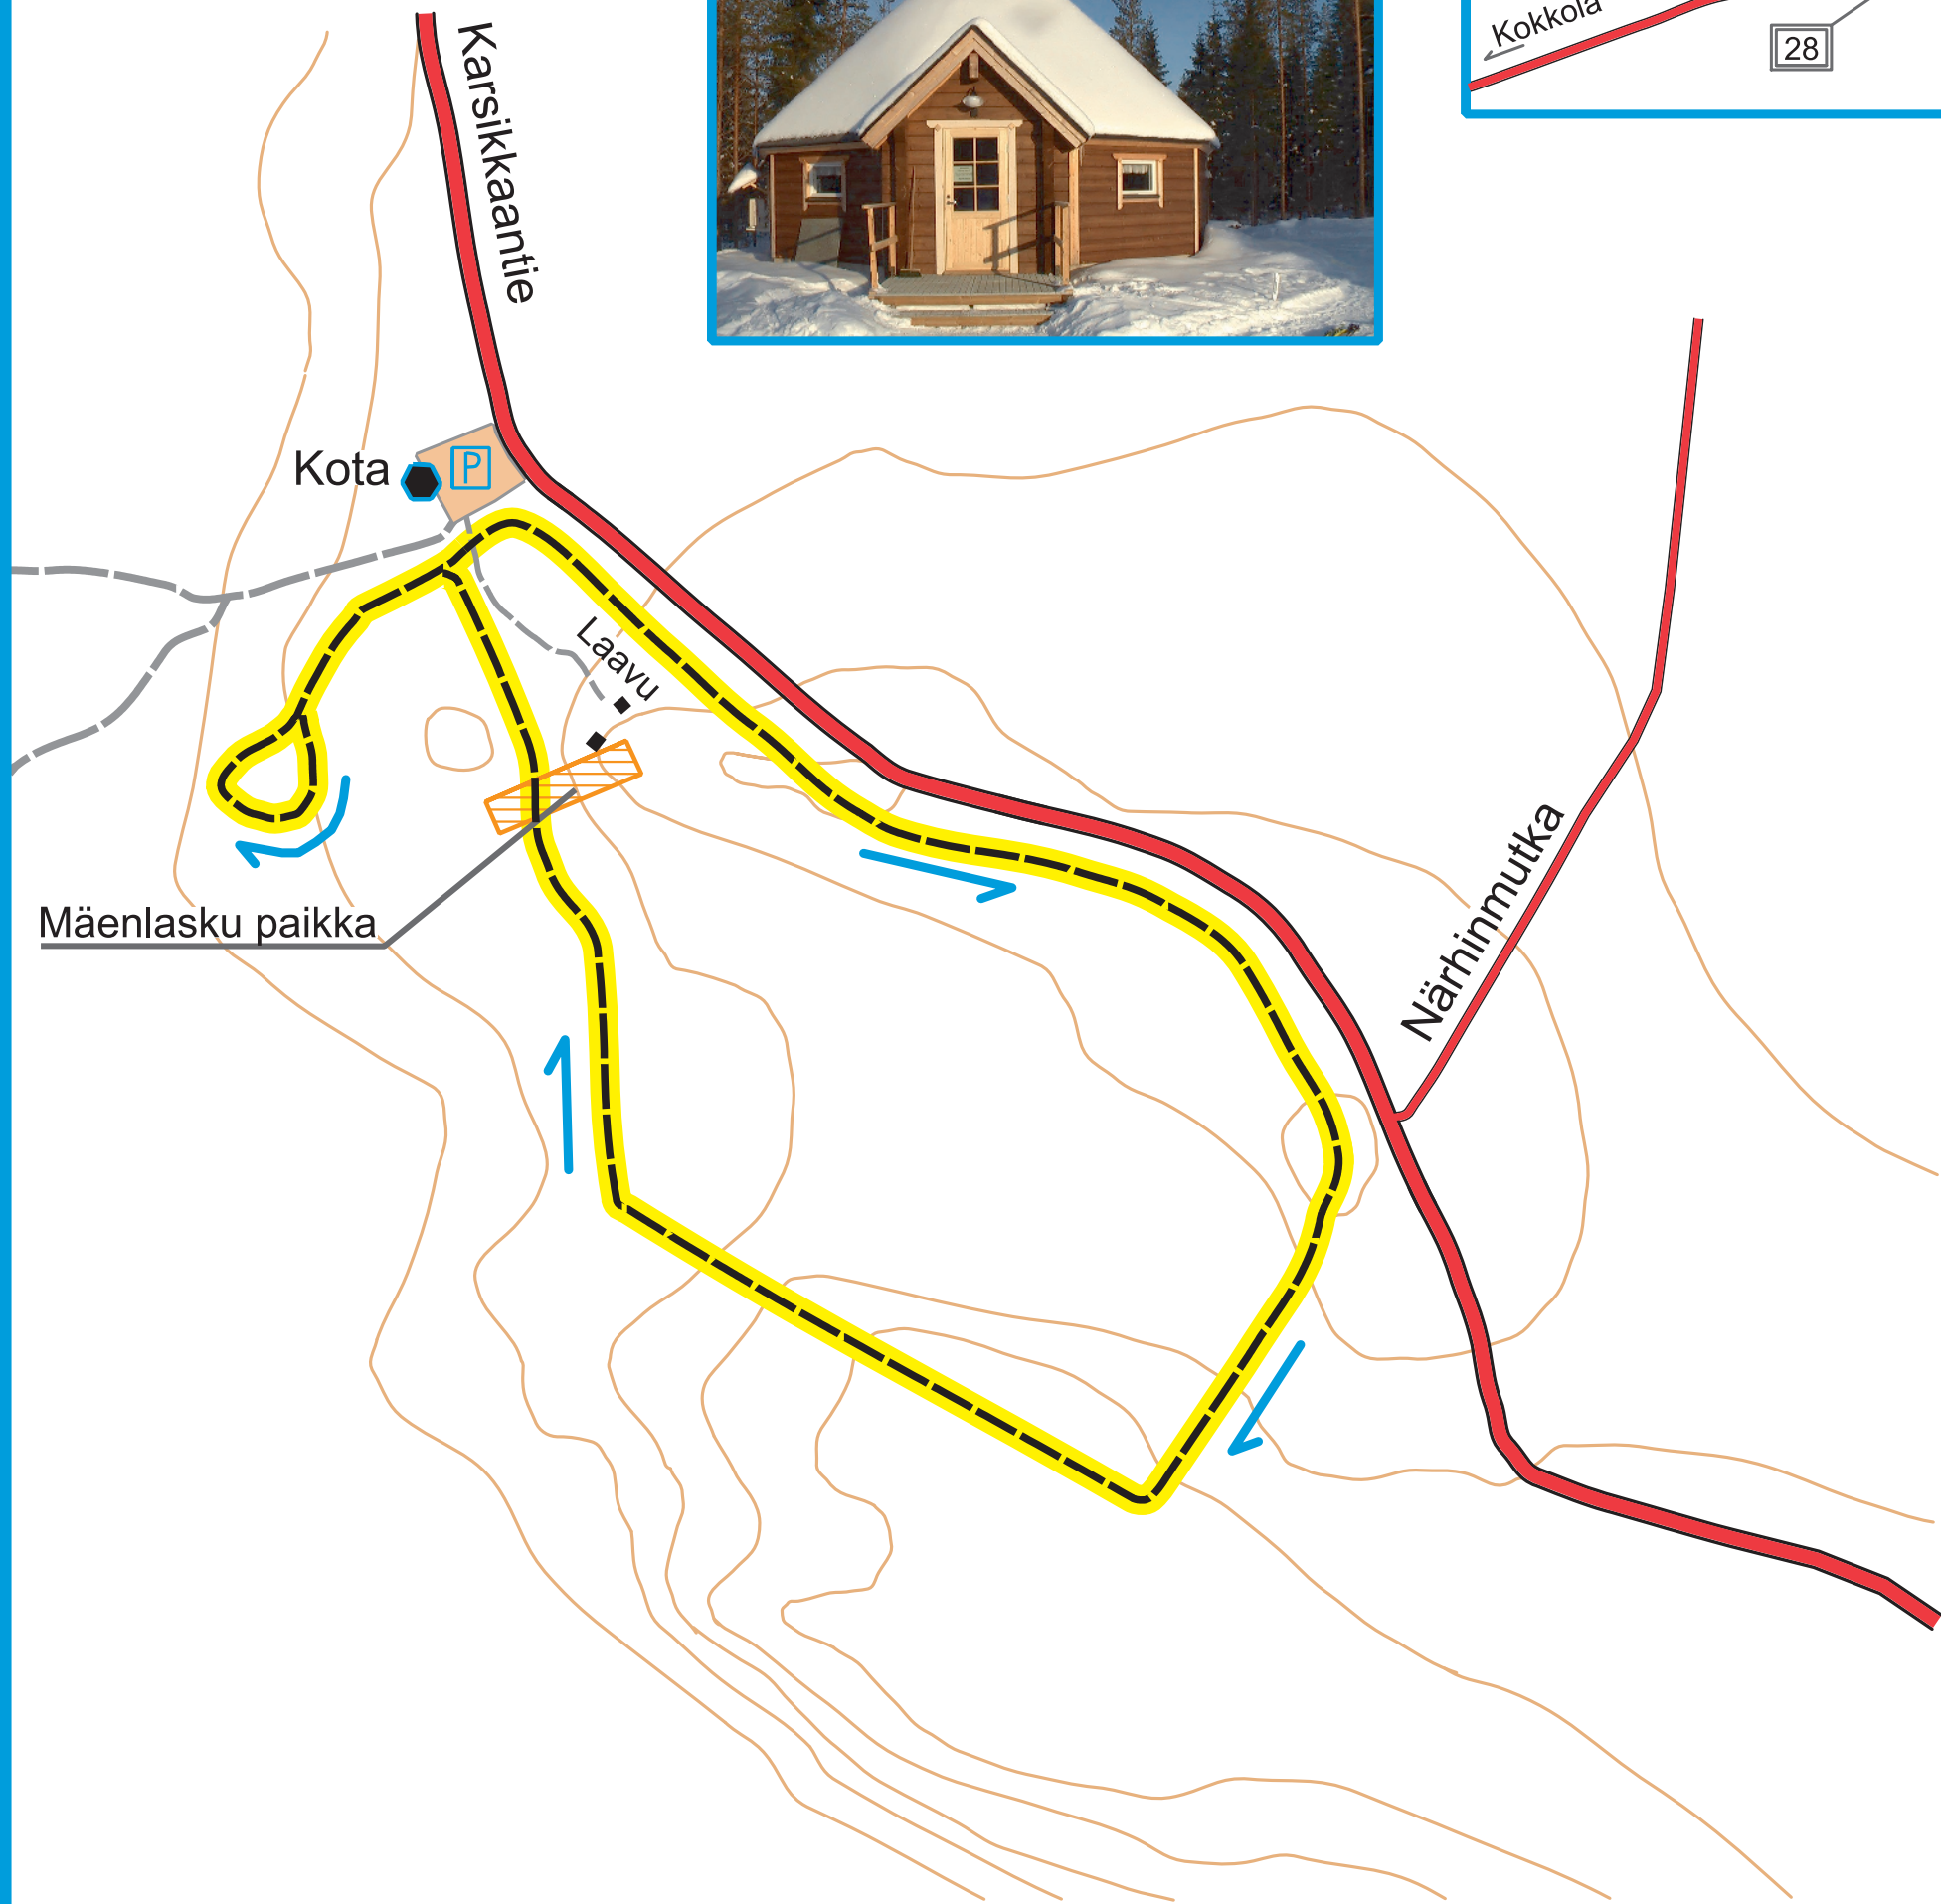 Karsikkaantie
Kokkola
28
Kota
P
Laavu
Mäenlasku paikka
Närhinmutka